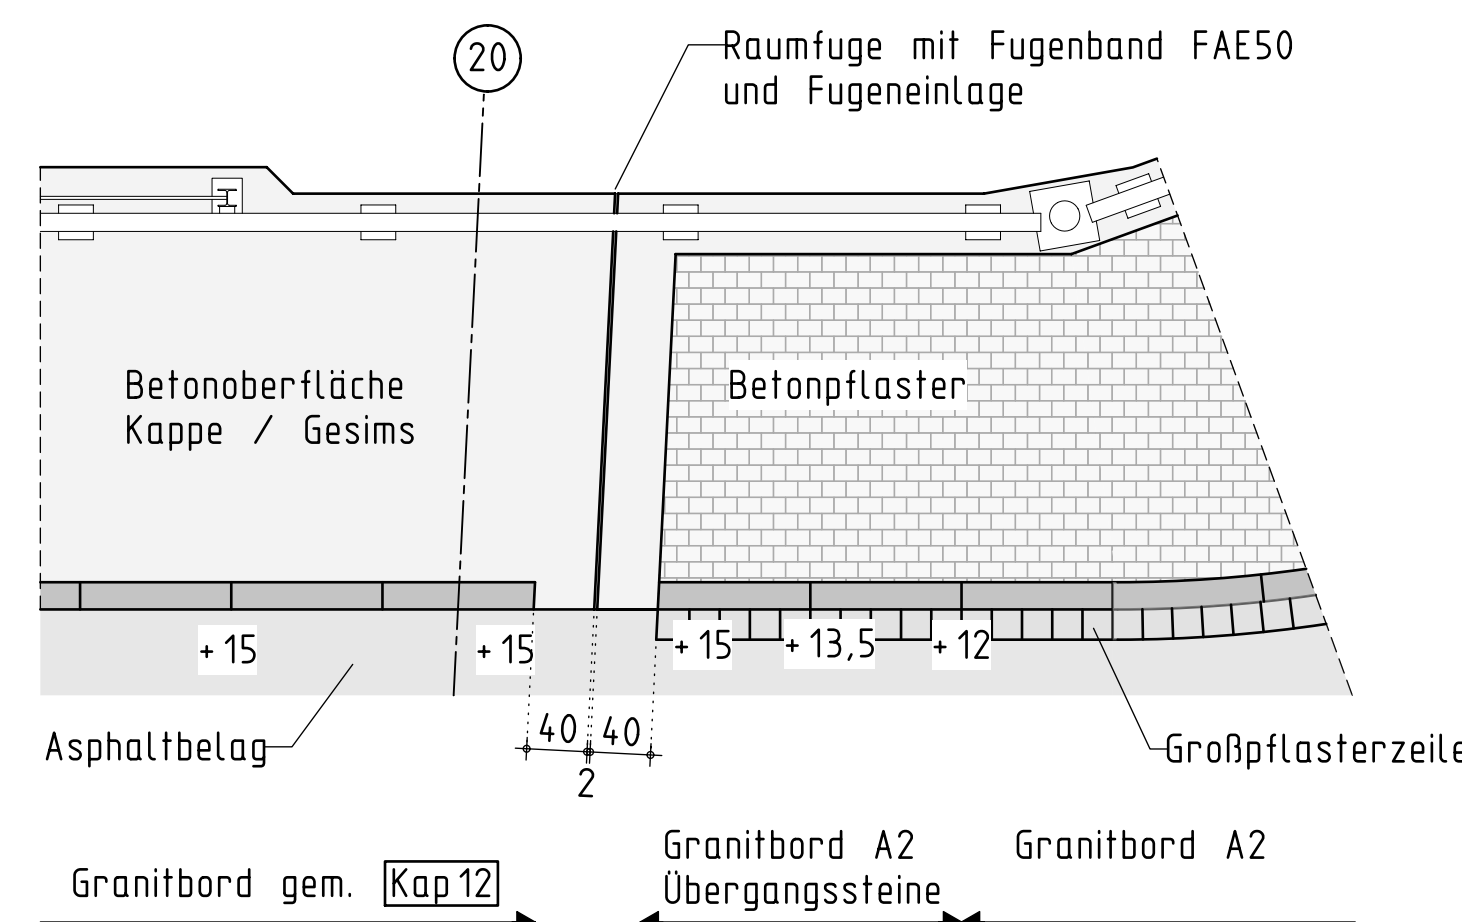 20
Raumfuge mit Fugenband FAE50
und Fugeneinlage
Betonoberfläche
Kappe / Gesims
Betonpflaster
+15
+15
+15
+13,5
+12
40
40
2
Asphaltbelag
Großpflasterzeile
Granitbord gem. Kap 12
Granitbord A2
Übergangssteine
Granitbord A2